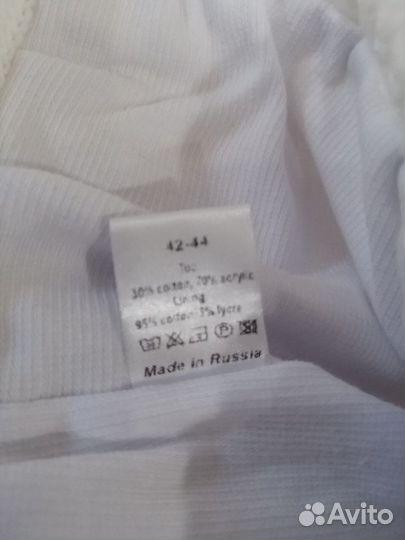 42-44
Top
30% cotton, 70% acrylic
Lining
95% cotton 5% lycra
Made in Russia
Avito